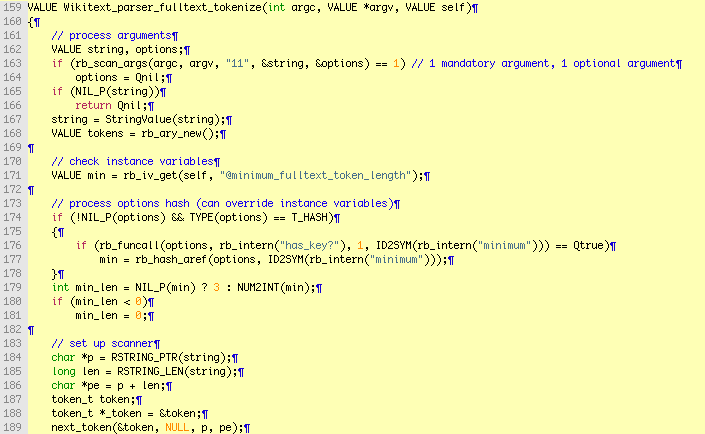 159 VALUE Wikitext_parser_fulltext_tokenize(int argc, VALUE *argv, VALUE self)¶
160 {¶
161     // process arguments¶
162     VALUE string, options;¶
163     if (rb_scan_args(argc, argv, "11", &string, &options) == 1) // 1 mandatory argument, 1 optional argument¶
164         options = Qnil;¶
165     if (NIL_P(string))¶
166         return Qnil;¶
167     string = StringValue(string);¶
168     VALUE tokens = rb_ary_new();¶
169 ¶
170     // check instance variables¶
171     VALUE min = rb_iv_get(self, "@minimum_fulltext_token_length");¶
172 ¶
173     // process options hash (can override instance variables)¶
174     if (!NIL_P(options) && TYPE(options) == T_HASH)¶
175     {¶
176         if (rb_funcall(options, rb_intern("has_key?"), 1, ID2SYM(rb_intern("minimum"))) == Qtrue)¶
177             min = rb_hash_aref(options, ID2SYM(rb_intern("minimum")));¶
178     }¶
179     int min_len = NIL_P(min) ? 3 : NUM2INT(min);¶
180     if (min_len < 0)¶
181         min_len = 0;¶
182 ¶
183     // set up scanner¶
184     char *p = RSTRING_PTR(string);¶
185     long len = RSTRING_LEN(string);¶
186     char *pe = p + len;¶
187     token_t token;¶
188     token_t *_token = &token;¶
189     next_token(&token, NULL, p, pe);¶